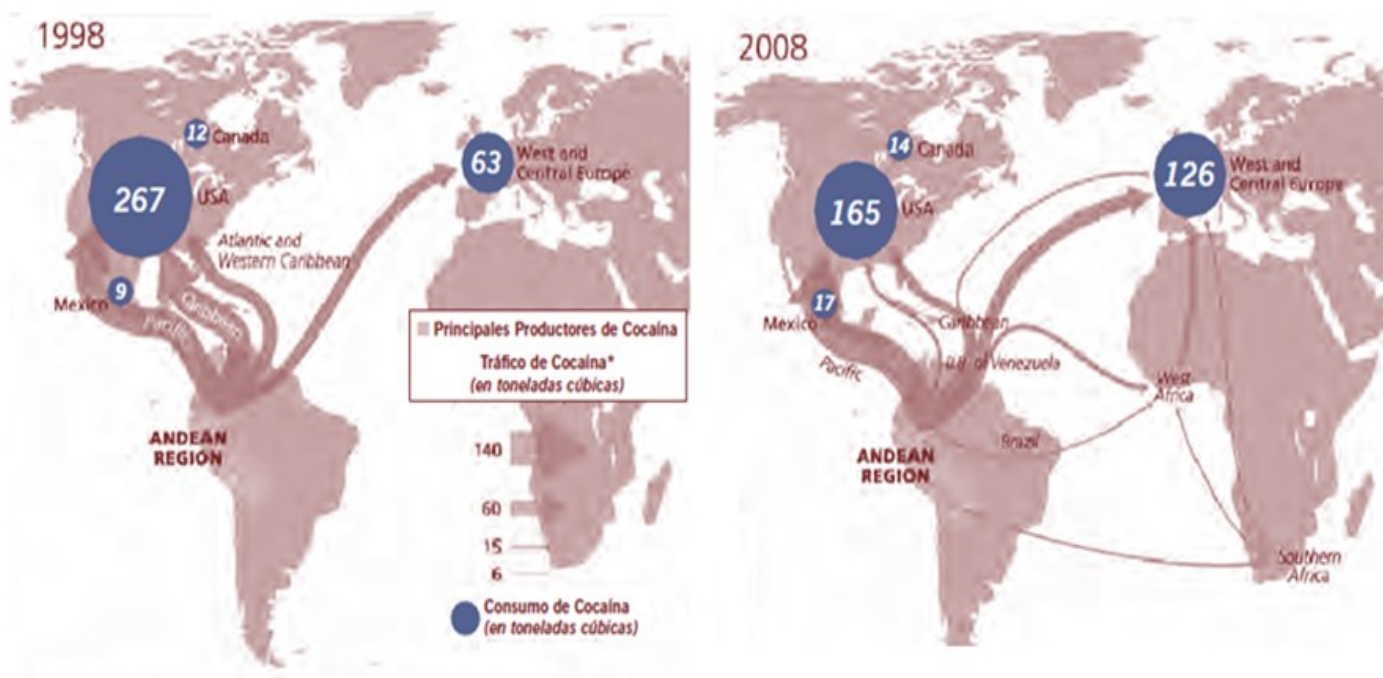 1998
12
Canada
267
USA
63
West and
Central Europe
Atlantic and
Western Caribbean
9
Mexico
Pacific
Caribbean
Principales Productores de Cocaína
Tráfico de Cocaína*
(en toneladas cúbicas)
ANDEAN
REGION
140
60
15
6
Consumo de Cocaína
(en toneladas cúbicas)
2008
14
Canada
165
USA
126
West and
Central Europe
17
Mexico
Caribbean
Pacific
B.R. of Venezuela
West
Africa
Brazil
ANDEAN
REGION
Southern
Africa